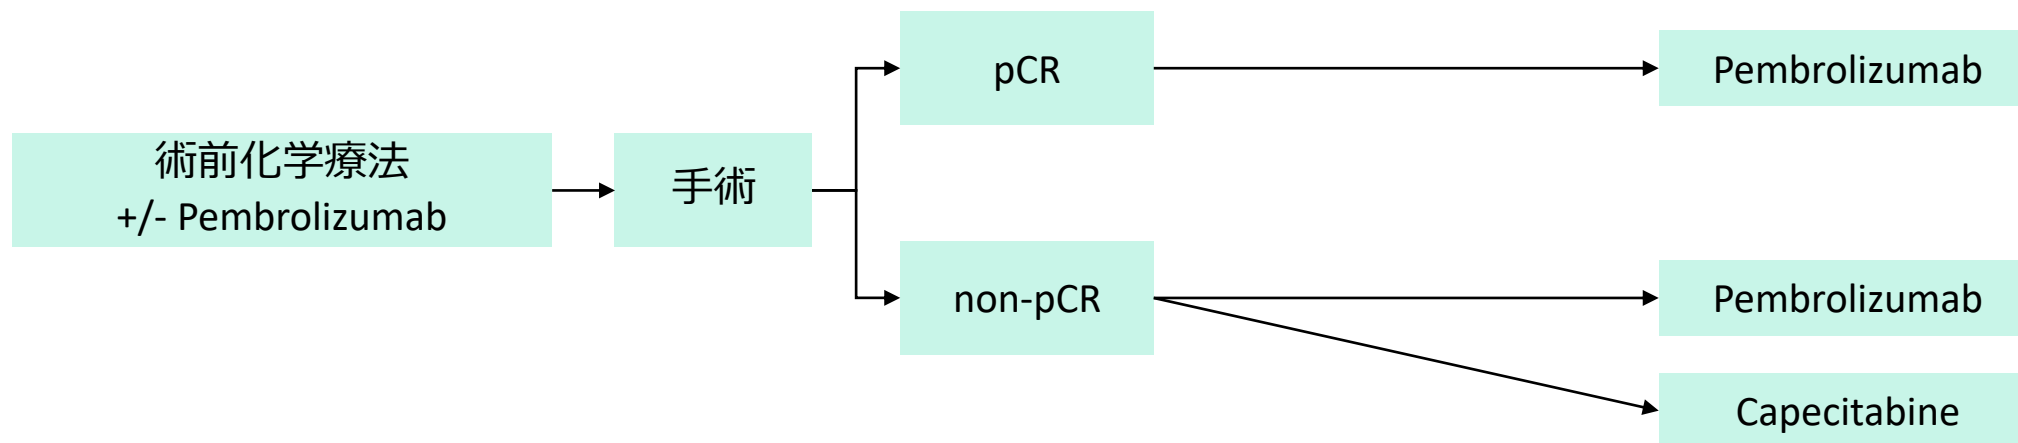 術前化学療法
+/- Pembrolizumab
手術
pCR
Pembrolizumab
non-pCR
Pembrolizumab
Capecitabine